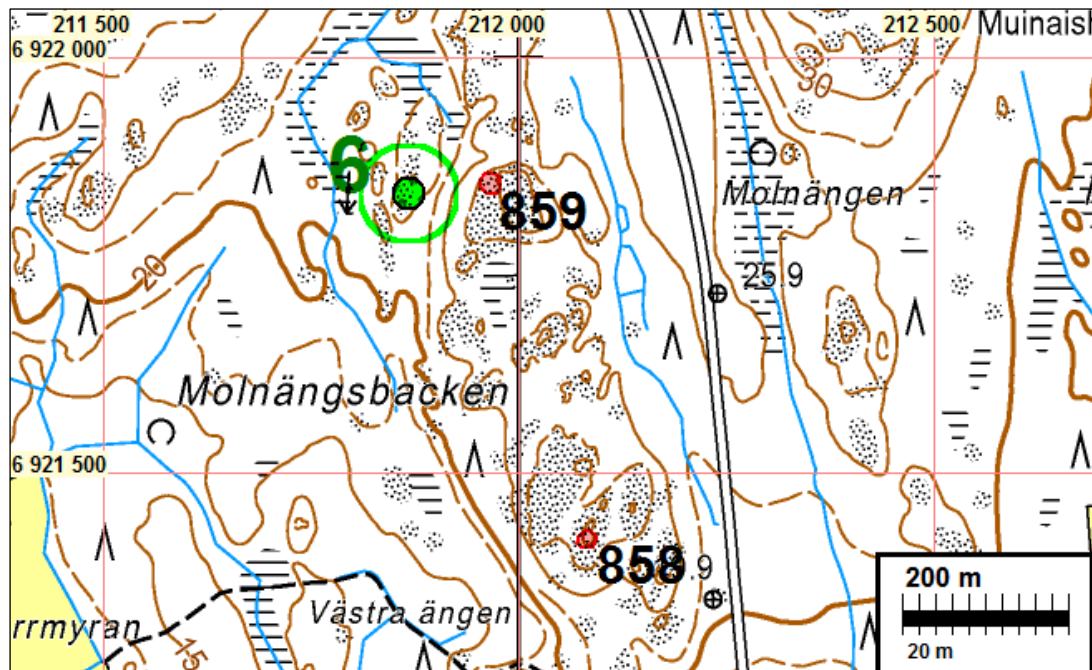 211 500
212 000
212 500
Muinaisl
6 922 000
30
6
859
Molnängen
20
25.9
Molnängsbacken
6 921 500
858
.9
200 m
20 m
Västra ängen
rrmyran
15